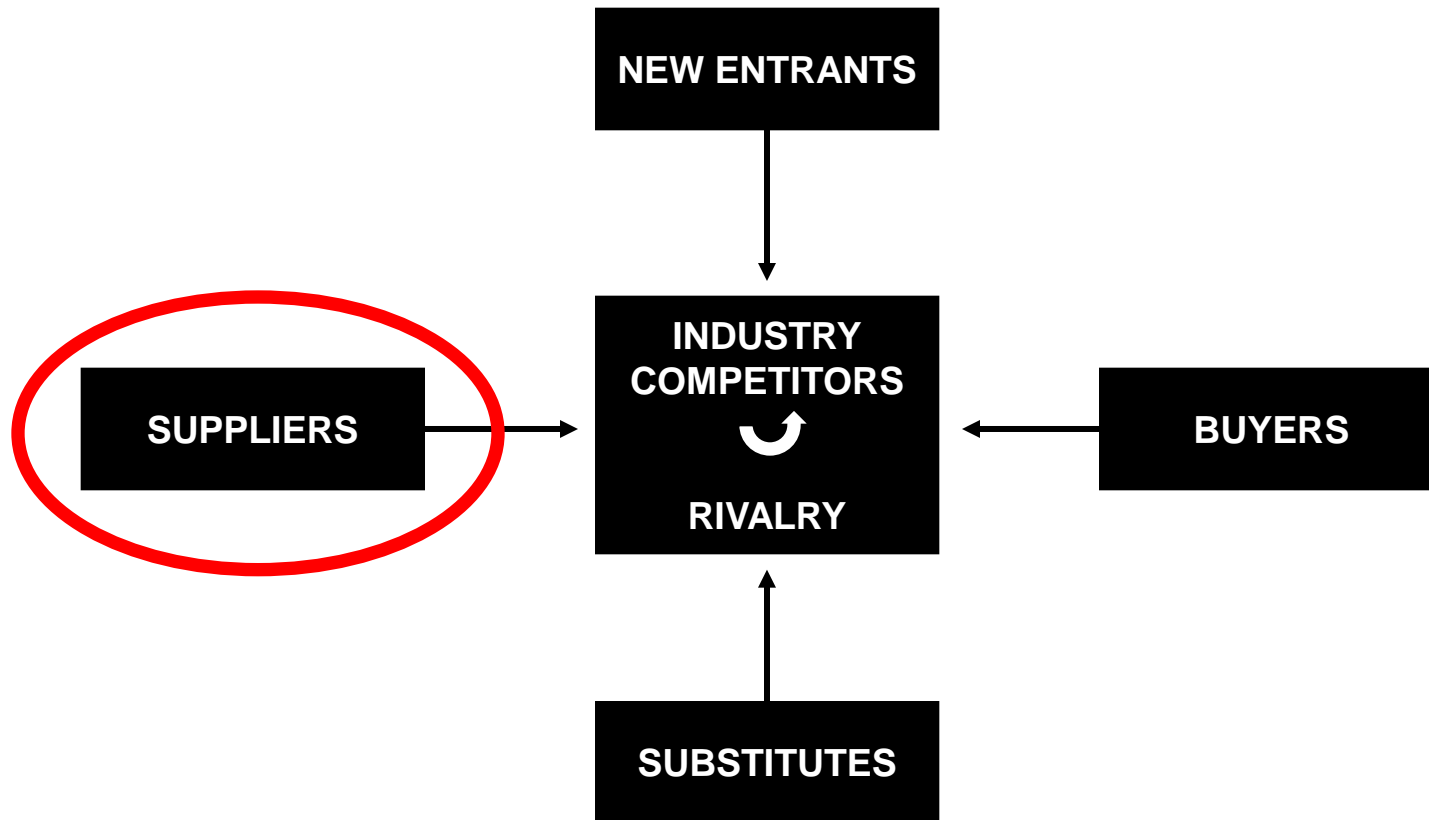 NEW ENTRANTS
INDUSTRY
COMPETITORS
RIVALRY
SUPPLIERS
BUYERS
SUBSTITUTES